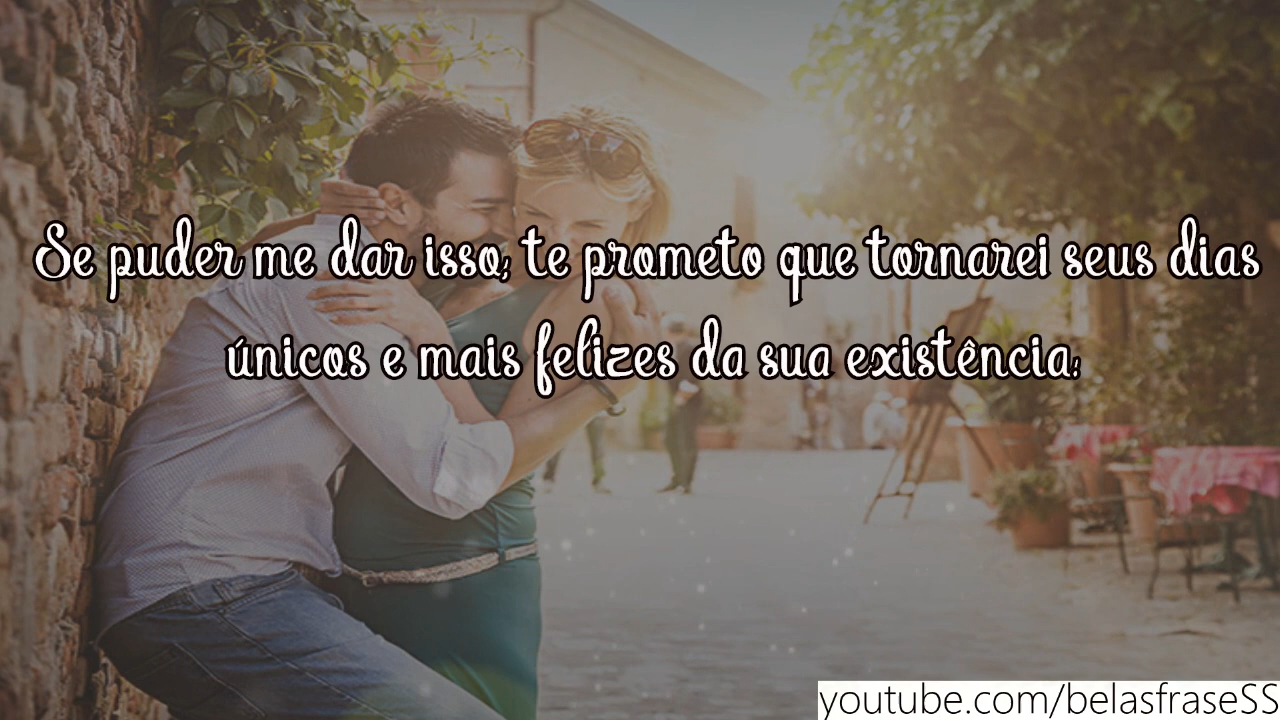 Se puder me dar isso, te prometo que tornarei seus dias
únicos e mais felizes da sua existência.
youtube.com/belasfraseSS